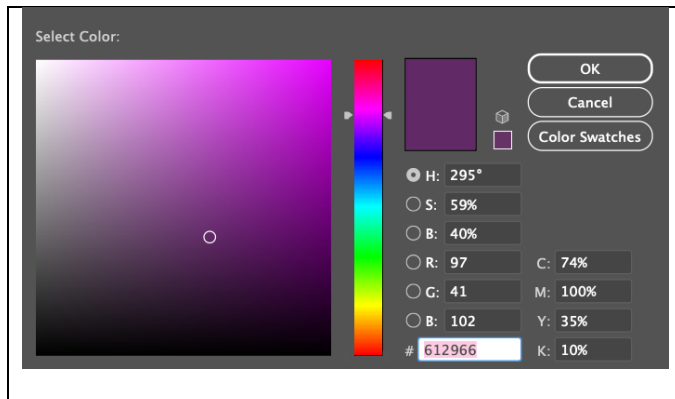 Select Color:
OK
Cancel
Color Swatches
H: 295°
S: 59%
B: 40%
R: 97 C: 74%
G: 41 M: 100%
B: 102 Y: 35%
# 612966 K: 10%